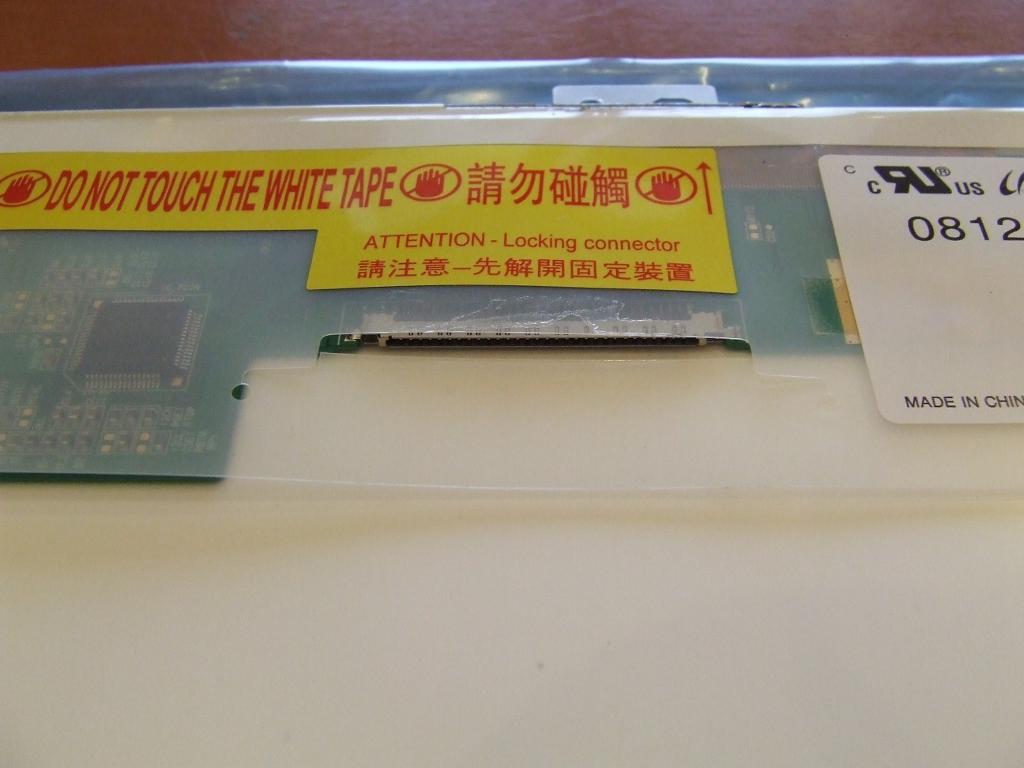 DO NOT TOUCH THE WHITE TAPE 請勿碰觸
ATTENTION - Locking connector
請注意–先解開固定裝置
C
c RU® US
0812
MADE IN CHIN